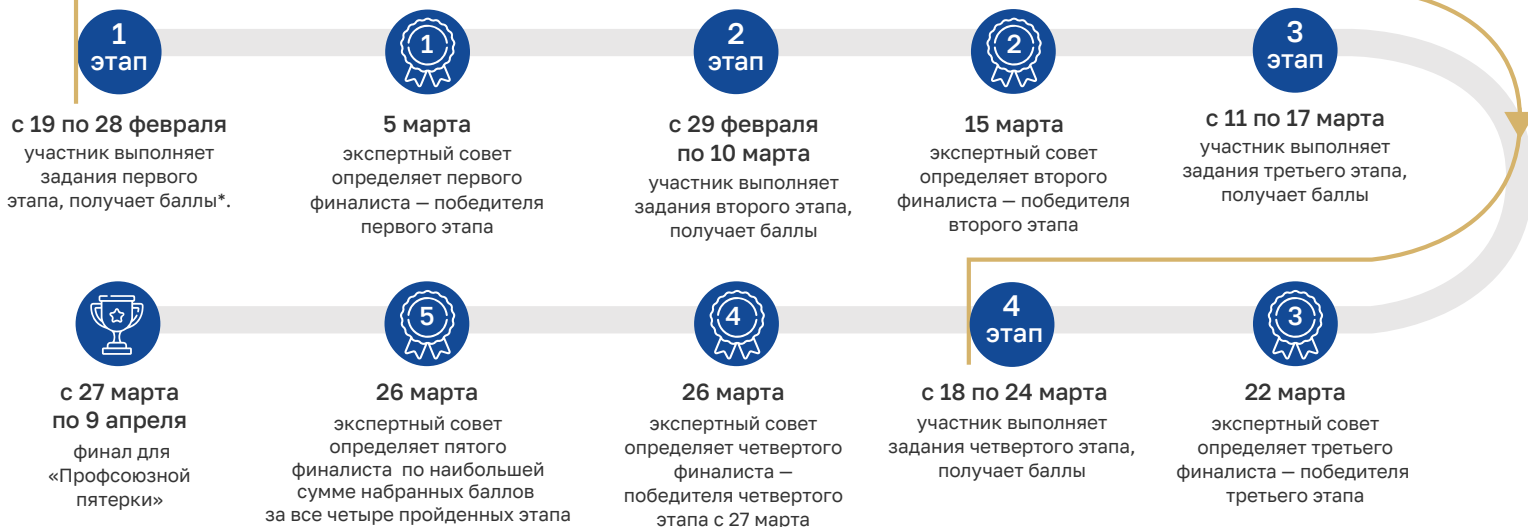 1
этап
с 19 по 28 февраля
участник выполняет
задания первого
этапа, получает баллы*.
1
5 марта
экспертный совет
определяет первого
финалиста — победителя
первого этапа
2
этап
с 29 февраля
по 10 марта
участник выполняет
задания второго этапа,
получает баллы
2
15 марта
экспертный совет
определяет второго
финалиста — победителя
второго этапа
3
этап
с 11 по 17 марта
участник выполняет
задания третьего этапа,
получает баллы
3
22 марта
экспертный совет
определяет третьего
финалиста — победителя
третьего этапа
4
этап
с 18 по 24 марта
участник выполняет
задания четвертого этапа,
получает баллы
4
26 марта
экспертный совет
определяет четвертого
финалиста —
победителя четвертого
этапа с 27 марта
5
26 марта
экспертный совет
определяет пятого
финалиста по наибольшей
сумме набранных баллов
за все четыре пройденных этапа
с 27 марта
по 9 апреля
финал для
«Профсоюзной
пятерки»